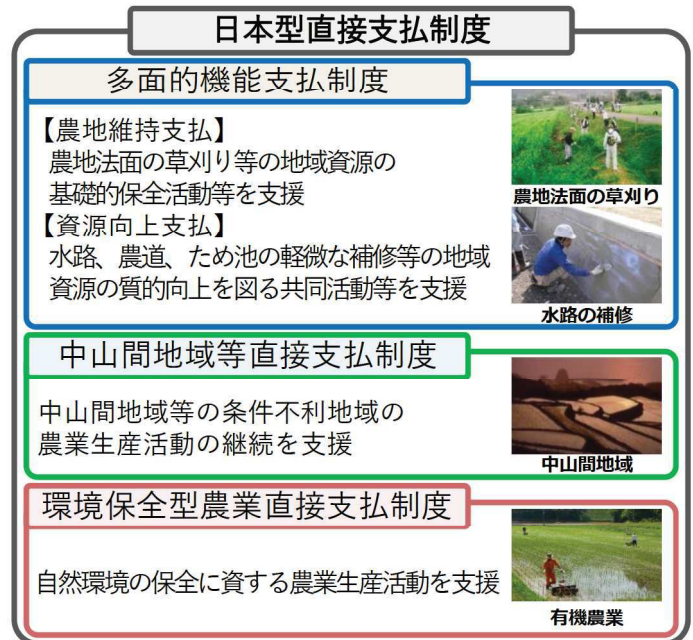 日本型直接支払制度
多面的機能支払制度
【農地維持支払】
農地法面の草刈り等の地域資源の
基礎的保全活動等を支援
【資源向上支払】
水路、農道、ため池の軽微な補修等の地域
資源の質的向上を図る共同活動等を支援
農地法面の草刈り
水路の補修
中山間地域等直接支払制度
中山間地域等の条件不利地域の
農業生産活動の継続を支援
中山間地域
環境保全型農業直接支払制度
自然環境の保全に資する農業生産活動を支援
有機農業